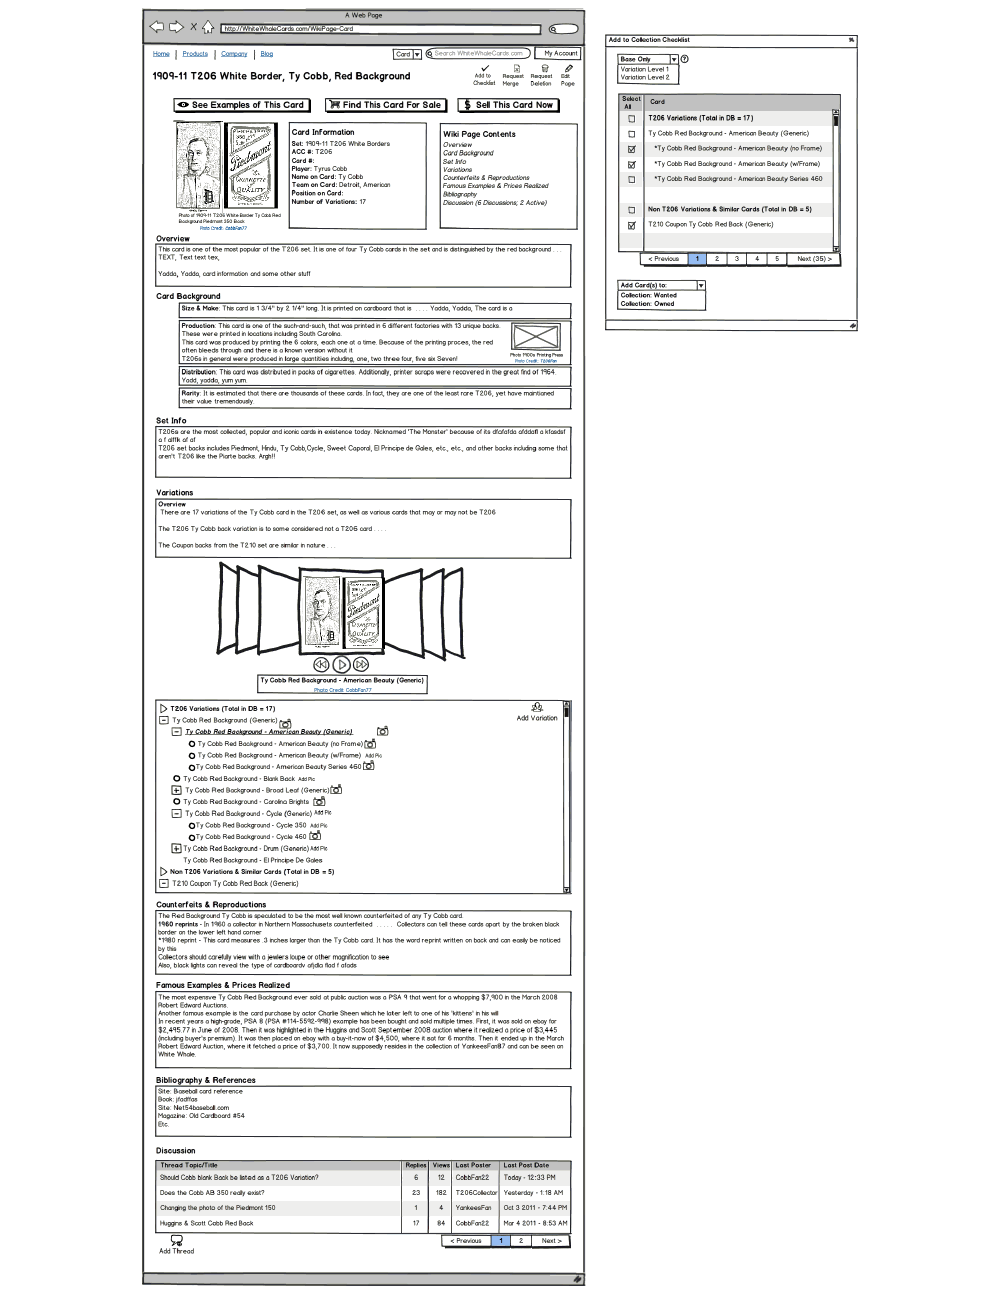 A Web Page
http://WhiteWhaleCards.com/WikiPage-Card
Home | Products | Company | Blog
Card
Search WhiteWhaleCards.com
My Account
1909-11 T206 White Border, Ty Cobb, Red Background
Add to Checklist
Request Merge
Request Deletion
Edit Page
See Examples of This Card
Find This Card For Sale
$ Sell This Card Now
Photo of 1909-11 T206 White Border Ty Cobb Red
Background Piedmont 350 Back
Photo Credit: CobbFan77
Card Information
Set: 1909-11 T206 White Borders
ACC #: T206
Card #:
Player: Tyrus Cobb
Name on Card: Ty Cobb
Team on Card: Detroit, American
Position on Card:
Number of Variations: 17
Wiki Page Contents
Overview
Card Background
Set Info
Variations
Counterfeits & Reproductions
Famous Examples & Prices Realized
Bibliography
Discussion (6 Discussions; 2 Active)
Overview
This card is one of the most popular of the T206 set. It is one of four Ty Cobb cards in the set and is distinguished by the red background . . .
TEXT, Text text tex,
Yadda, Yadda, card information and some other stuff
Card Background
Size & Make: This card is 1 3/4" by 2 1/4" long. It is printed on cardboard that is . . . . Yadda, Yadda, The card is a
Production: This card is one of the such-and-such, that was printed in 6 different factories with 13 unique backs.
These were printed in locations including South Carolina.
This card was produced by printing the 6 colors, each one at a time. Because of the printing proces, the red
often bleeds through and there is a known version without it
T206s in general were produced in large quantities including, one, two three four, five six Seven!
Photo 1900s Printing Press
Photo Credit: T206Fan
Distribution: This card was distributed in packs of cigarettes. Additionally, printer scraps were recovered in the great find of 1964.
Yadd, yadda, yum yum.
Rarity: It is estimated that there are thousands of these cards. In fact, they are one of the least rare T206, yet have maintianed
their value tremendously.
Set Info
T206s are the most collected, popular and iconic cards in existence today. Nicknamed 'The Monster' because of its dfafafda afddafl a kfasdsf
a f alffk af af
T206 set backs includes Piedmont, Hindu, Ty Cobb,Cycle, Sweet Caporal, El Principe de Gales, etc., etc., and other backs including some that
aren't T206 like the Piarte backs. Argh!!
Variations
Overview
There are 17 variations of the Ty Cobb card in the T206 set, as well as various cards that may or may not be T206
The T206 Ty Cobb back variation is to some considered not a T206 card . . . .
The Coupon backs from the T210 set are similar in nature . . .
Ty Cobb Red Background - American Beauty (Generic)
Photo Credit CobbFan77
T206 Variations (Total in DB = 17)
Add Variation
Ty Cobb Red Background (Generic)
Ty Cobb Red Background - American Beauty (Generic)
Ty Cobb Red Background - American Beauty (no Frame)
Ty Cobb Red Background - American Beauty (w/Frame) Add Pic
Ty Cobb Red Background - American Beauty Series 460
Ty Cobb Red Background - Blank Back Add Pic
Ty Cobb Red Background - Broad Leaf (Generic)
Ty Cobb Red Background - Carolina Brights
Ty Cobb Red Background - Cycle (Generic) Add Pic
Ty Cobb Red Background - Cycle 350 Add Pic
Ty Cobb Red Background - Cycle 460
Ty Cobb Red Background - Drum (Generic) Add Pic
Ty Cobb Red Background - El Principe De Gales
Non T206 Variations & Similar Cards (Total in DB = 5)
T210 Coupon Ty Cobb Red Back (Generic)
Counterfeits & Reproductions
The Red Background Ty Cobb is speculated to be the most well known counterfeited of any Ty Cobb card.
1960 reprints - In 1960 a collector in Northern Massachusets counterfeited . . . . . Collectors can tell these cards apart by the broken black
border on the lower left hand corner
*1980 reprint - This card measures .3 inches larger than the Ty Cobb card. It has the word reprint written on back and can easily be noticed
by this
Collectors should carefully view with a jewlers loupe or other magnification to see
Also, black lights can reveal the type of cardboardv afjdla flad f afads
Famous Examples & Prices Realized
The most expensive Ty Cobb Red Background ever sold at public auction was a PSA 9 that went for a whopping $7,900 in the March 2008
Robert Edward Auctions.
Another famous example is the card purchase by actor Charlie Sheen which he later left to one of his 'kittens' in his will
In recent years a high-grade, PSA 8 (PSA #114-5592-998) example has been bought and sold multiple times. First, it was sold on ebay for
$2,495.77 in June of 2008. Then it was highlighted in the Huggins and Scott September 2008 auction where it realized a price of $3,445
(including buyer's premium). It was then placed on ebay with a buy-it-now of $4,500, where it sat for 6 months. Then it ended up in the March
Robert Edward Auction, where it fetched a price of $3,700. It now supposedly resides in the collection of YankeesFan87 and can be seen on
White Whale.
Bibliography & References
Site: Baseball card reference
Book: jfadffas
Site: Net54baseball.com
Magazine: Old Cardboard #54
Etc.
Discussion
Thread Topic/Title Replies Views Last Poster Last Post Date
Should Cobb blank Back be listed as a T206 Variation? 6 12 CobbFan22 Today - 12:33 PM
Does the Cobb AB 350 really exist? 23 182 T206Collector Yesterday - 1:18 AM
Changing the photo of the Piedmont 150 1 4 YankeesFan Oct 3 2011 - 7:44 PM
Huggins & Scott Cobb Red Back 17 84 CobbFan22 Mar 4 2011 - 8:53 AM
Add Thread
< Previous 1 2 Next >
Add to Collection Checklist
Base Only
Variation Level 1
Variation Level 2
Select All Card
T206 Variations (Total in DB = 17)
Ty Cobb Red Background - American Beauty (Generic)
*Ty Cobb Red Background - American Beauty (no Frame)
*Ty Cobb Red Background - American Beauty (w/Frame)
*Ty Cobb Red Background - American Beauty Series 460
Non T206 Variations & Similar Cards (Total in DB = 5)
T210 Coupon Ty Cobb Red Back (Generic)
< Previous 1 2 3 4 5 Next (35) >
Add Card(s) to:
Collection: Wanted
Collection: Owned